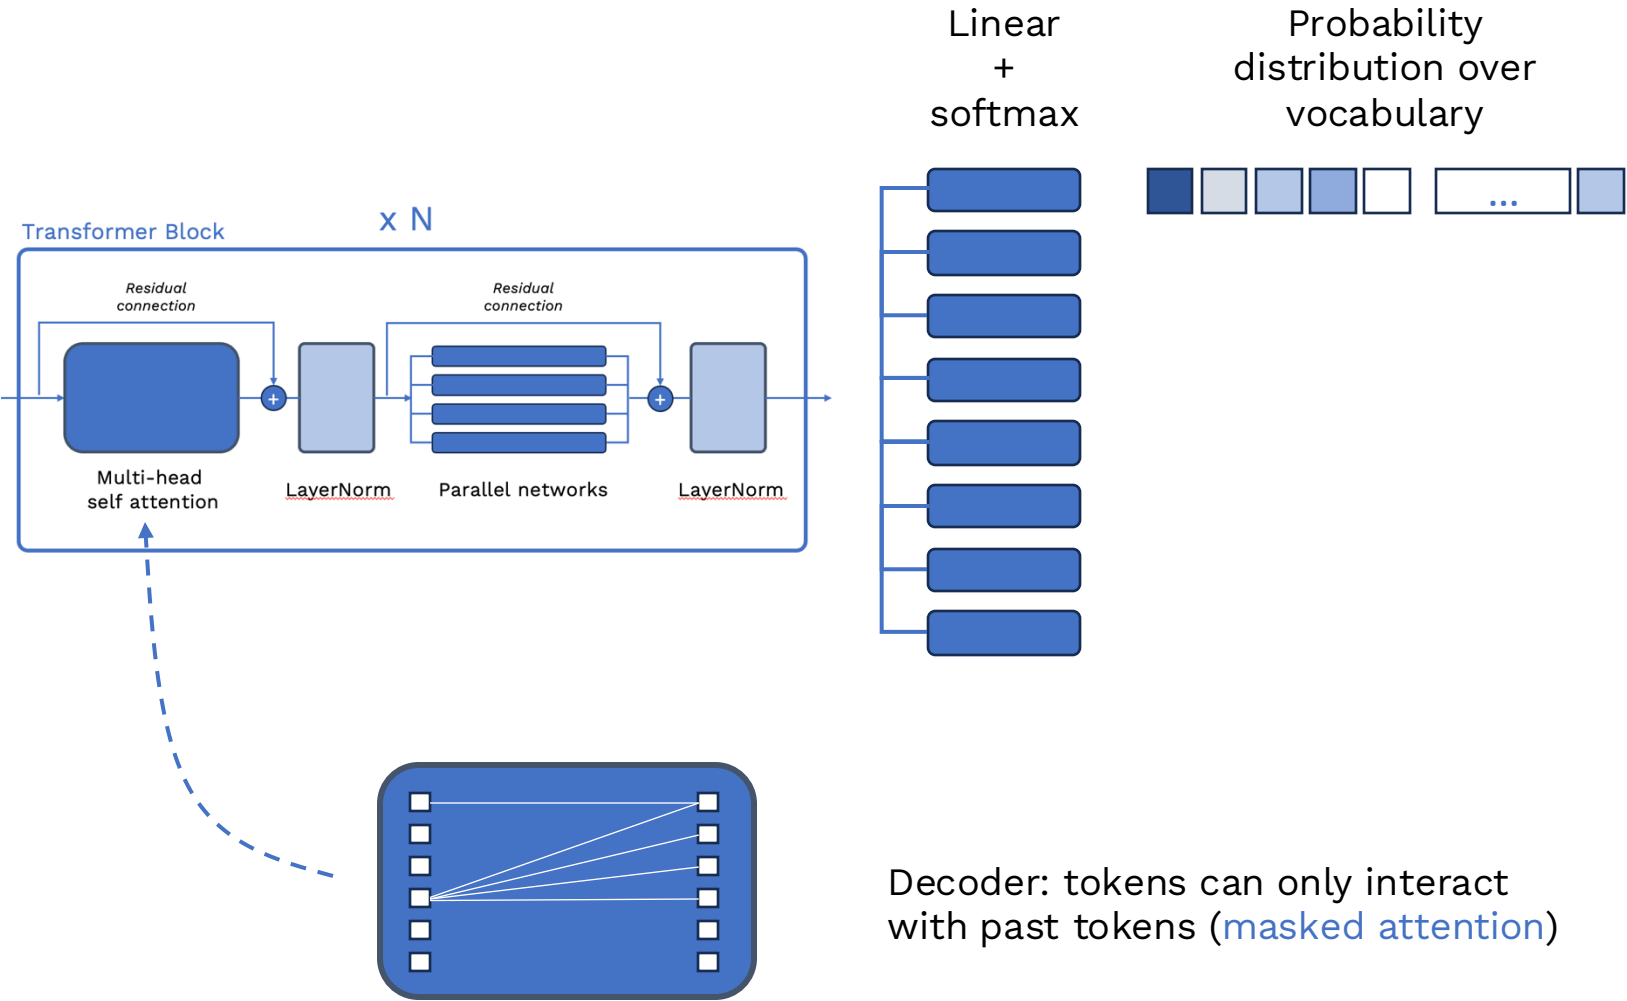 Linear
+
softmax
Probability
distribution over
vocabulary
...
Transformer Block
x N
Residual
connection
Residual
connection
+
+
Multi-head
self attention
LayerNorm
Parallel networks
LayerNorm
Decoder: tokens can only interact
with past tokens (masked attention)